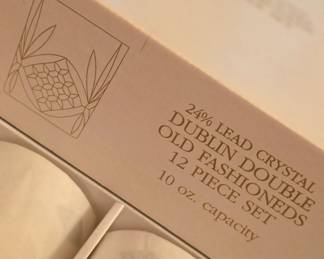 24% LEAD CRYSTAL
DUBLIN DOUBLE
OLD FASHIONEDS
12 PIECE SET
10 oz. capacity